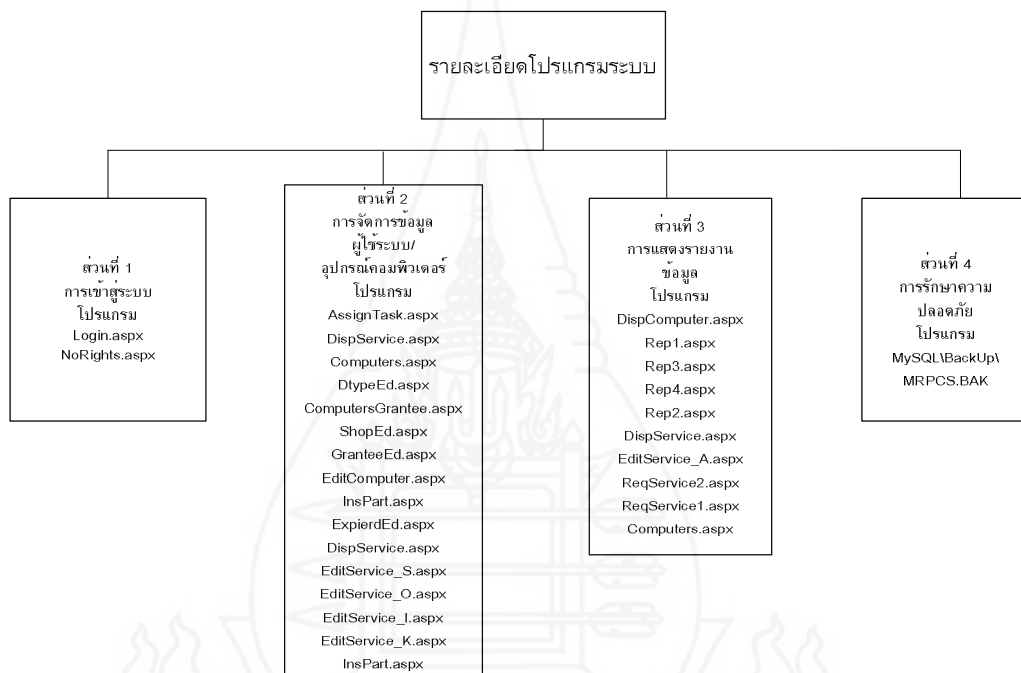 รายละเอียดโปรแกรมระบบ
ส่วนที่ 1
การเข้าสู่ระบบ
โปรแกรม
Login.aspx
NoRights.aspx
ส่วนที่ 2
การจัดการข้อมูล
ผู้ใช้ระบบ/
อุปกรณ์คอมพิวเตอร์
โปรแกรม
AssignTask.aspx
DispService.aspx
Computers.aspx
DtypeEd.aspx
ComputersGrantee.aspx
ShopEd.aspx
GranteeEd.aspx
EditComputer.aspx
InsPart.aspx
ExpierdEd.aspx
DispService.aspx
EditService_S.aspx
EditService_O.aspx
EditService_I.aspx
EditService_K.aspx
InsPart.aspx
ส่วนที่ 3
การแสดงรายงาน
ข้อมูล
โปรแกรม
DispComputer.aspx
Rep1.aspx
Rep3.aspx
Rep4.aspx
Rep2.aspx
DispService.aspx
EditService_A.aspx
ReqService2.aspx
ReqService1.aspx
Computers.aspx
ส่วนที่ 4
การรักษาความ
ปลอดภัย
โปรแกรม
MySQL\BackUp\
MRPCS.BAK